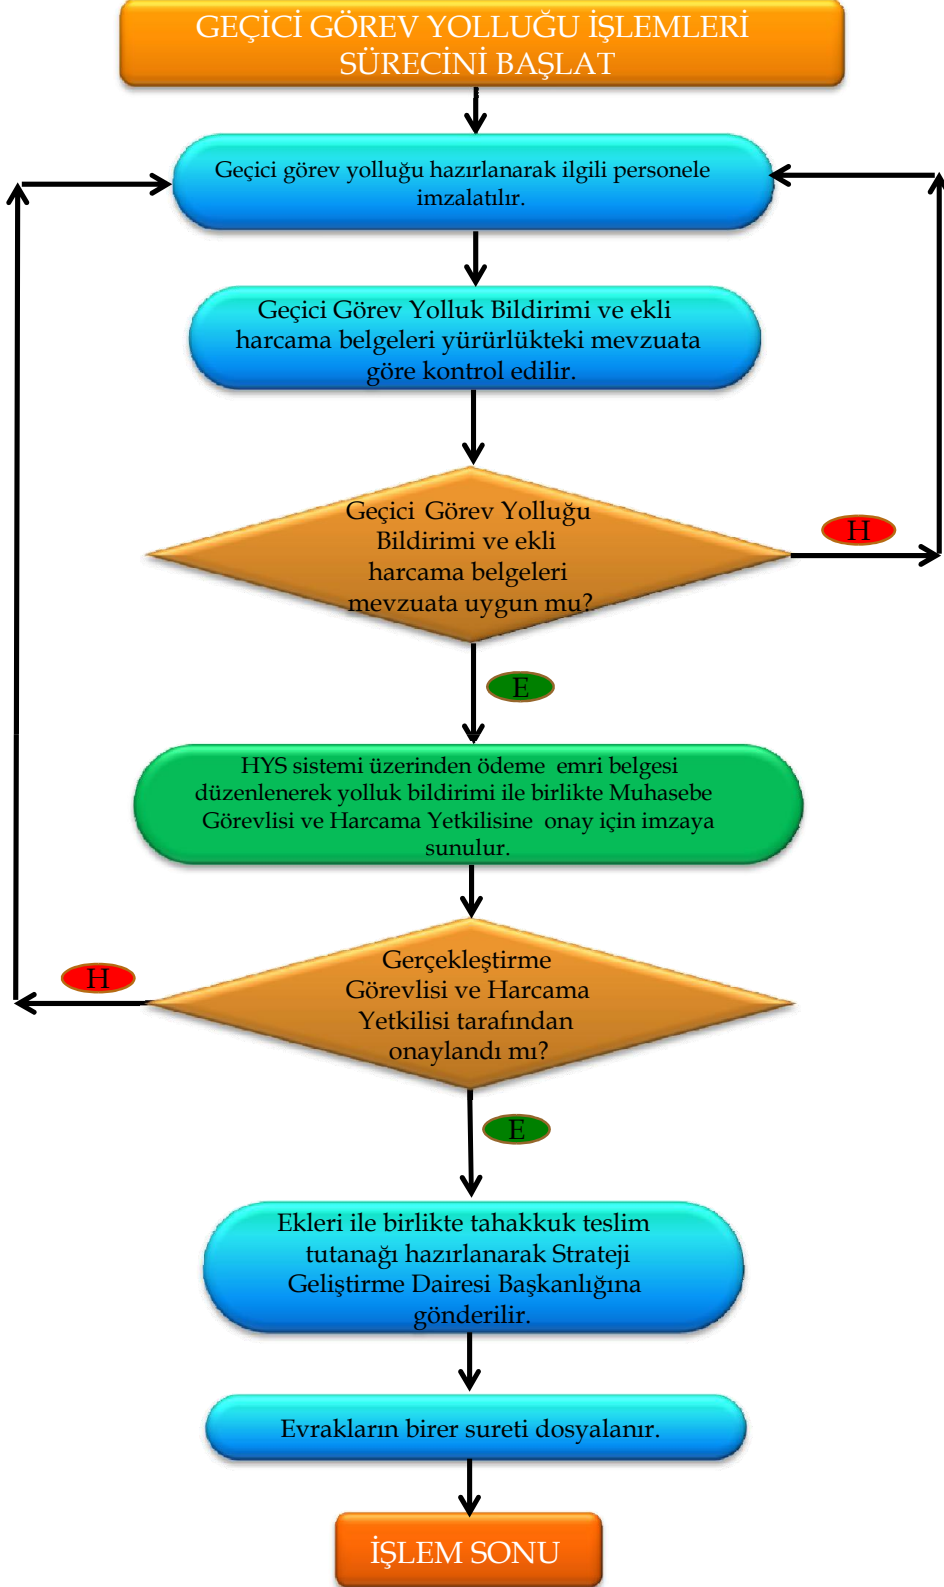 GEÇİCİ GÖREV YOLLUĞU İŞLEMLERİ
SÜRECİNİ BAŞLAT
Geçici görev yolluğu hazırlanarak ilgili personele
imzalatılır.
Geçici Görev Yolluk Bildirimi ve ekli
harcama belgeleri yürürlükteki mevzuata
göre kontrol edilir.
Geçici Görev Yolluğu
Bildirimi ve ekli
harcama belgeleri
mevzuata uygun mu?
H
E
HYS sistemi üzerinden ödeme emri belgesi
düzenlenerek yolluk bildirimi ile birlikte Muhasebe
Görevlisi ve Harcama Yetkilisine onay için imzaya
sunulur.
Gerçekleştirme
Görevlisi ve Harcama
Yetkilisi tarafından
onaylandı mı?
H
E
Ekleri ile birlikte tahakkuk teslim
tutanağı hazırlanarak Strateji
Geliştirme Dairesi Başkanlığına
gönderilir.
Evrakların birer sureti dosyalanır.
İŞLEM SONU